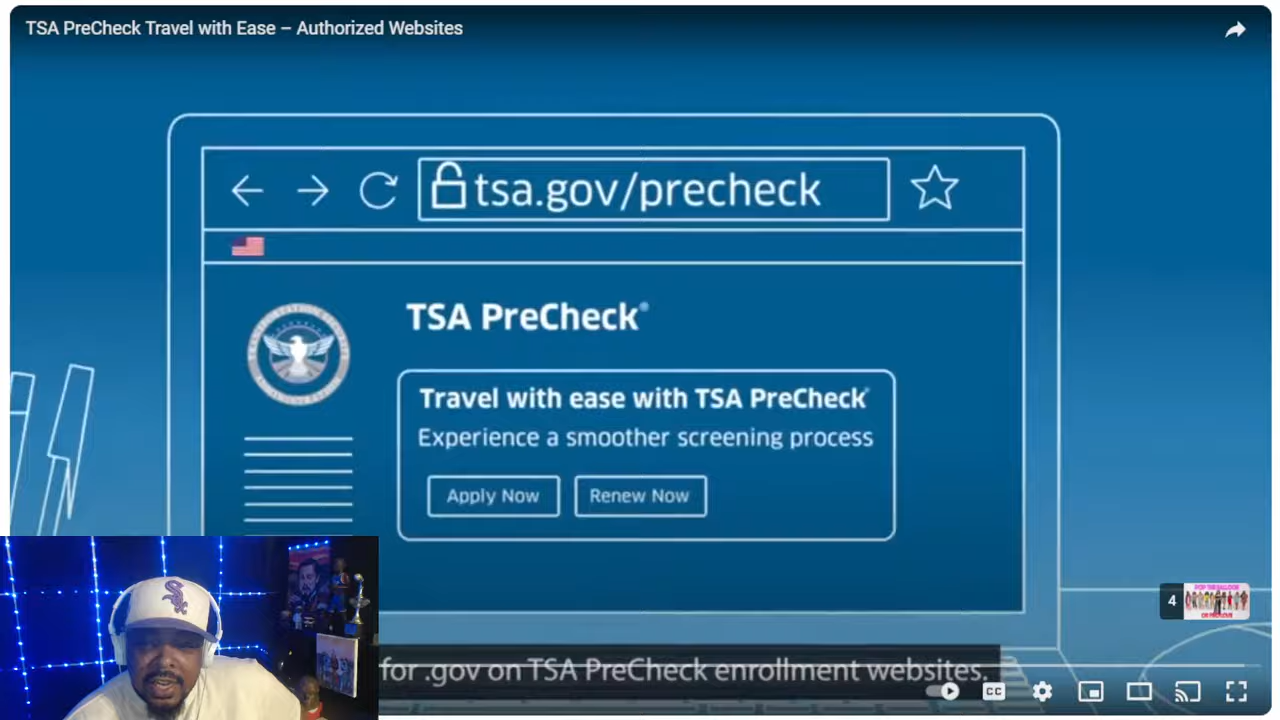 TSA PreCheck Travel with Ease – Authorized Websites
tsa.gov/precheck
TSA PreCheck®
Travel with ease with TSA PreCheck®
Experience a smoother screening process
Apply Now
Renew Now
4
for .gov on TSA PreCheck enrollment websites.
CC